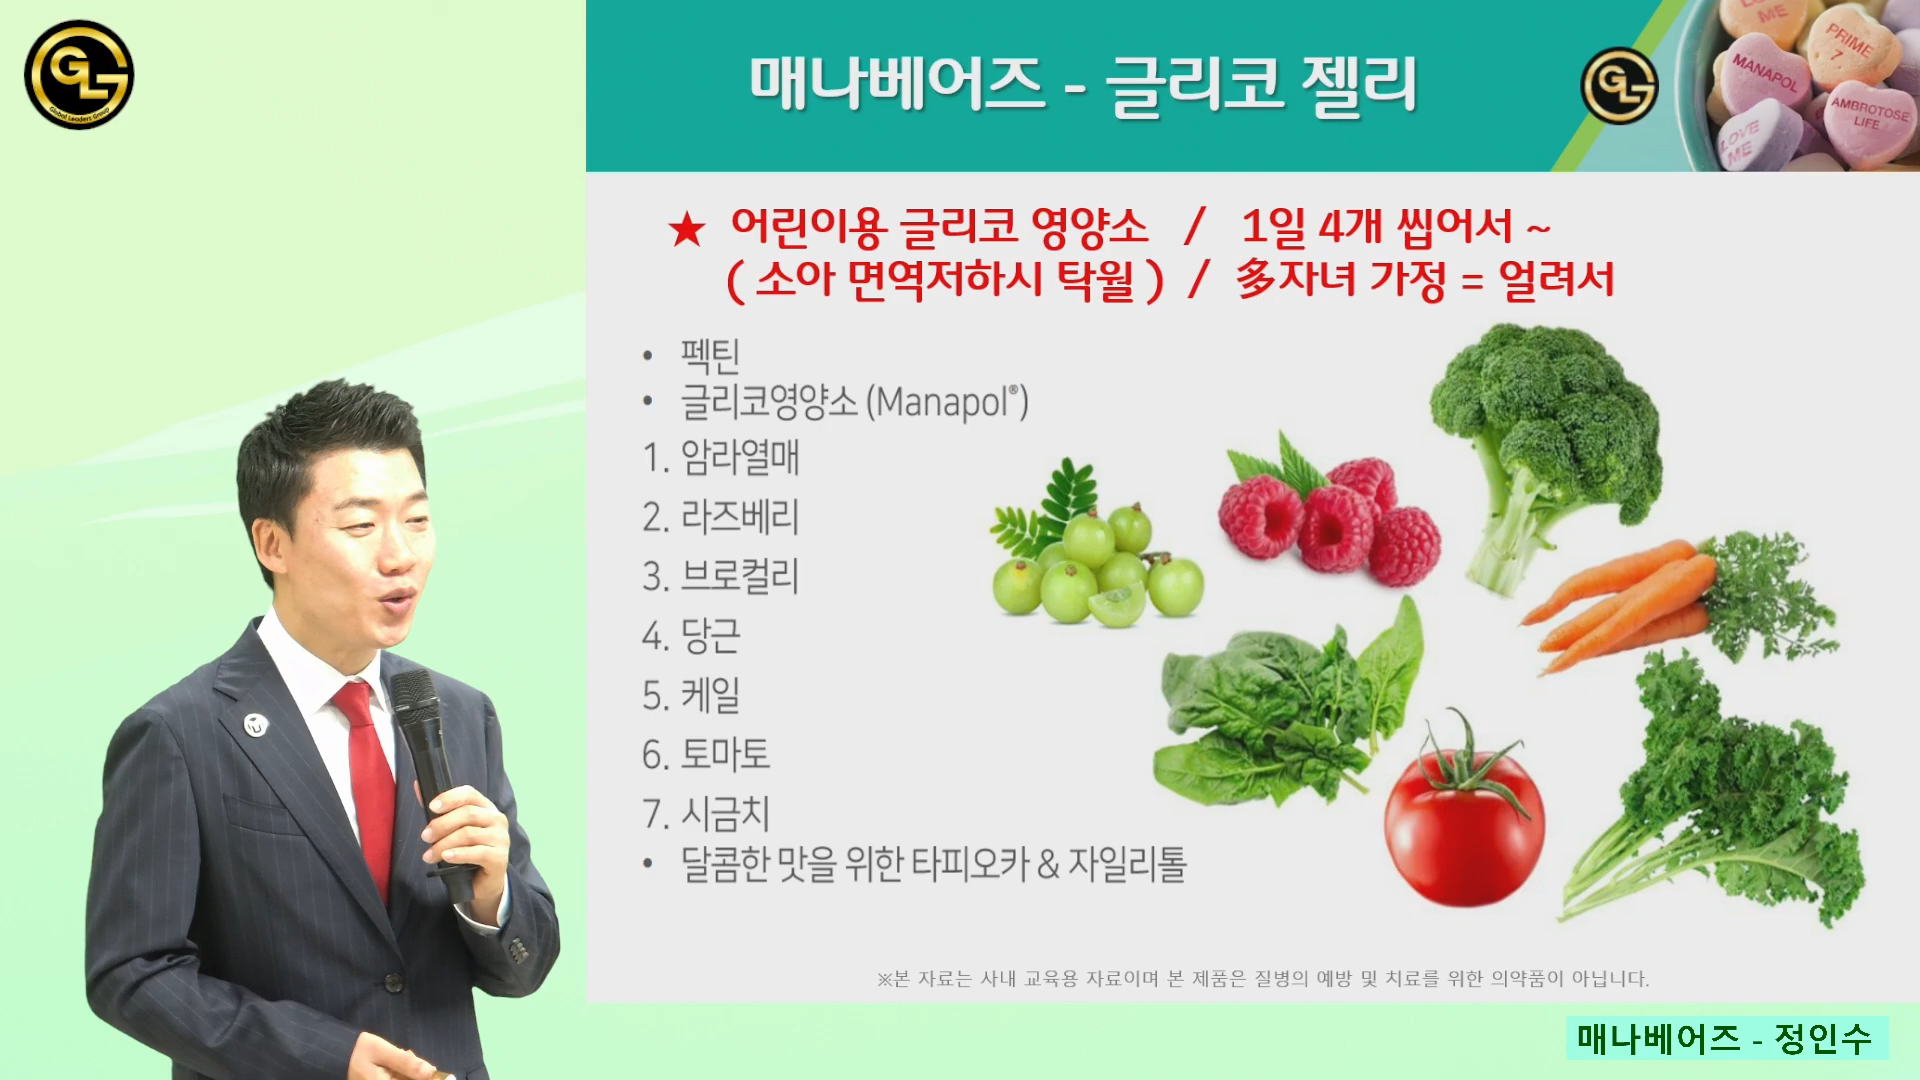 GLG
Global Leaders Group
매나베어즈 - 글리코 젤리
GLG
LOVE ME
PRIME 7
MANAPOL
AMBROTOSE LIFE
LOVE ME
★ 어린이용 글리코 영양소 / 1일 4개 씹어서 ~
( 소아 면역저하시 탁월 ) / 多자녀 가정 = 얼려서
• 펙틴
• 글리코영양소 (Manapol®)
1. 암라열매
2. 라즈베리
3. 브로컬리
4. 당근
5. 케일
6. 토마토
7. 시금치
• 달콤한 맛을 위한 타피오카 & 자일리톨
※본 자료는 사내 교육용 자료이며 본 제품은 질병의 예방 및 치료를 위한 의약품이 아닙니다.
매나베어즈 - 정인수